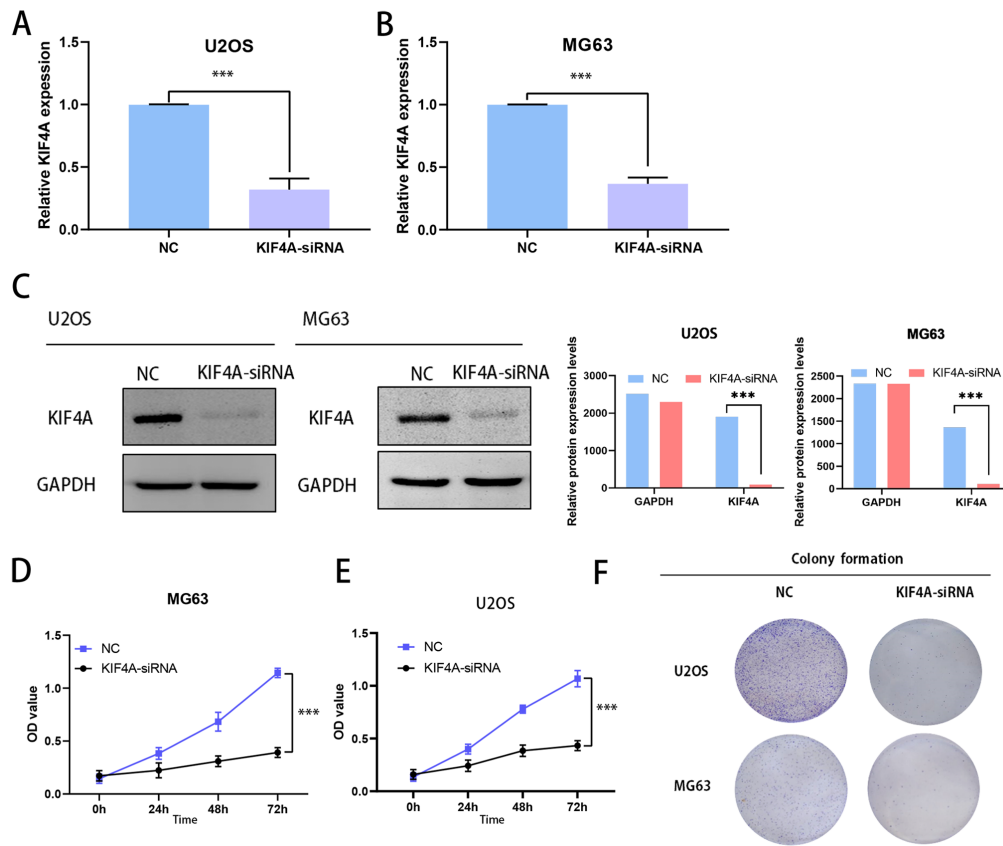 A
U2OS
Relative KIF4A expession
1.5
1.0
0.5
0.0
***
NC
KIF4A-siRNA
B
MG63
Relative KIF4A expression
1.5
1.0
0.5
0.0
***
NC
KIF4A-siRNA
C
U2OS
NC KIF4A-siRNA
KIF4A
GAPDH
MG63
NC KIF4A-siRNA
KIF4A
GAPDH
U2OS
Relative protein expression levels
NC KIF4A-siRNA
3000
2000
1000
0
***
GAPDH KIF4A
MG63
Relative protein expression levels
NC KIF4A-siRNA
2500
2000
1500
1000
500
0
***
GAPDH KIF4A
D
MG63
OD value
1.5
1.0
0.5
0.0
NC
KIF4A-siRNA
***
0h 24h 48h 72h
Time
E
U2OS
OD value
1.5
1.0
0.5
0.0
NC
KIF4A-siRNA
***
0h 24h 48h 72h
Time
F
Colony formation
NC KIF4A-siRNA
U2OS
MG63